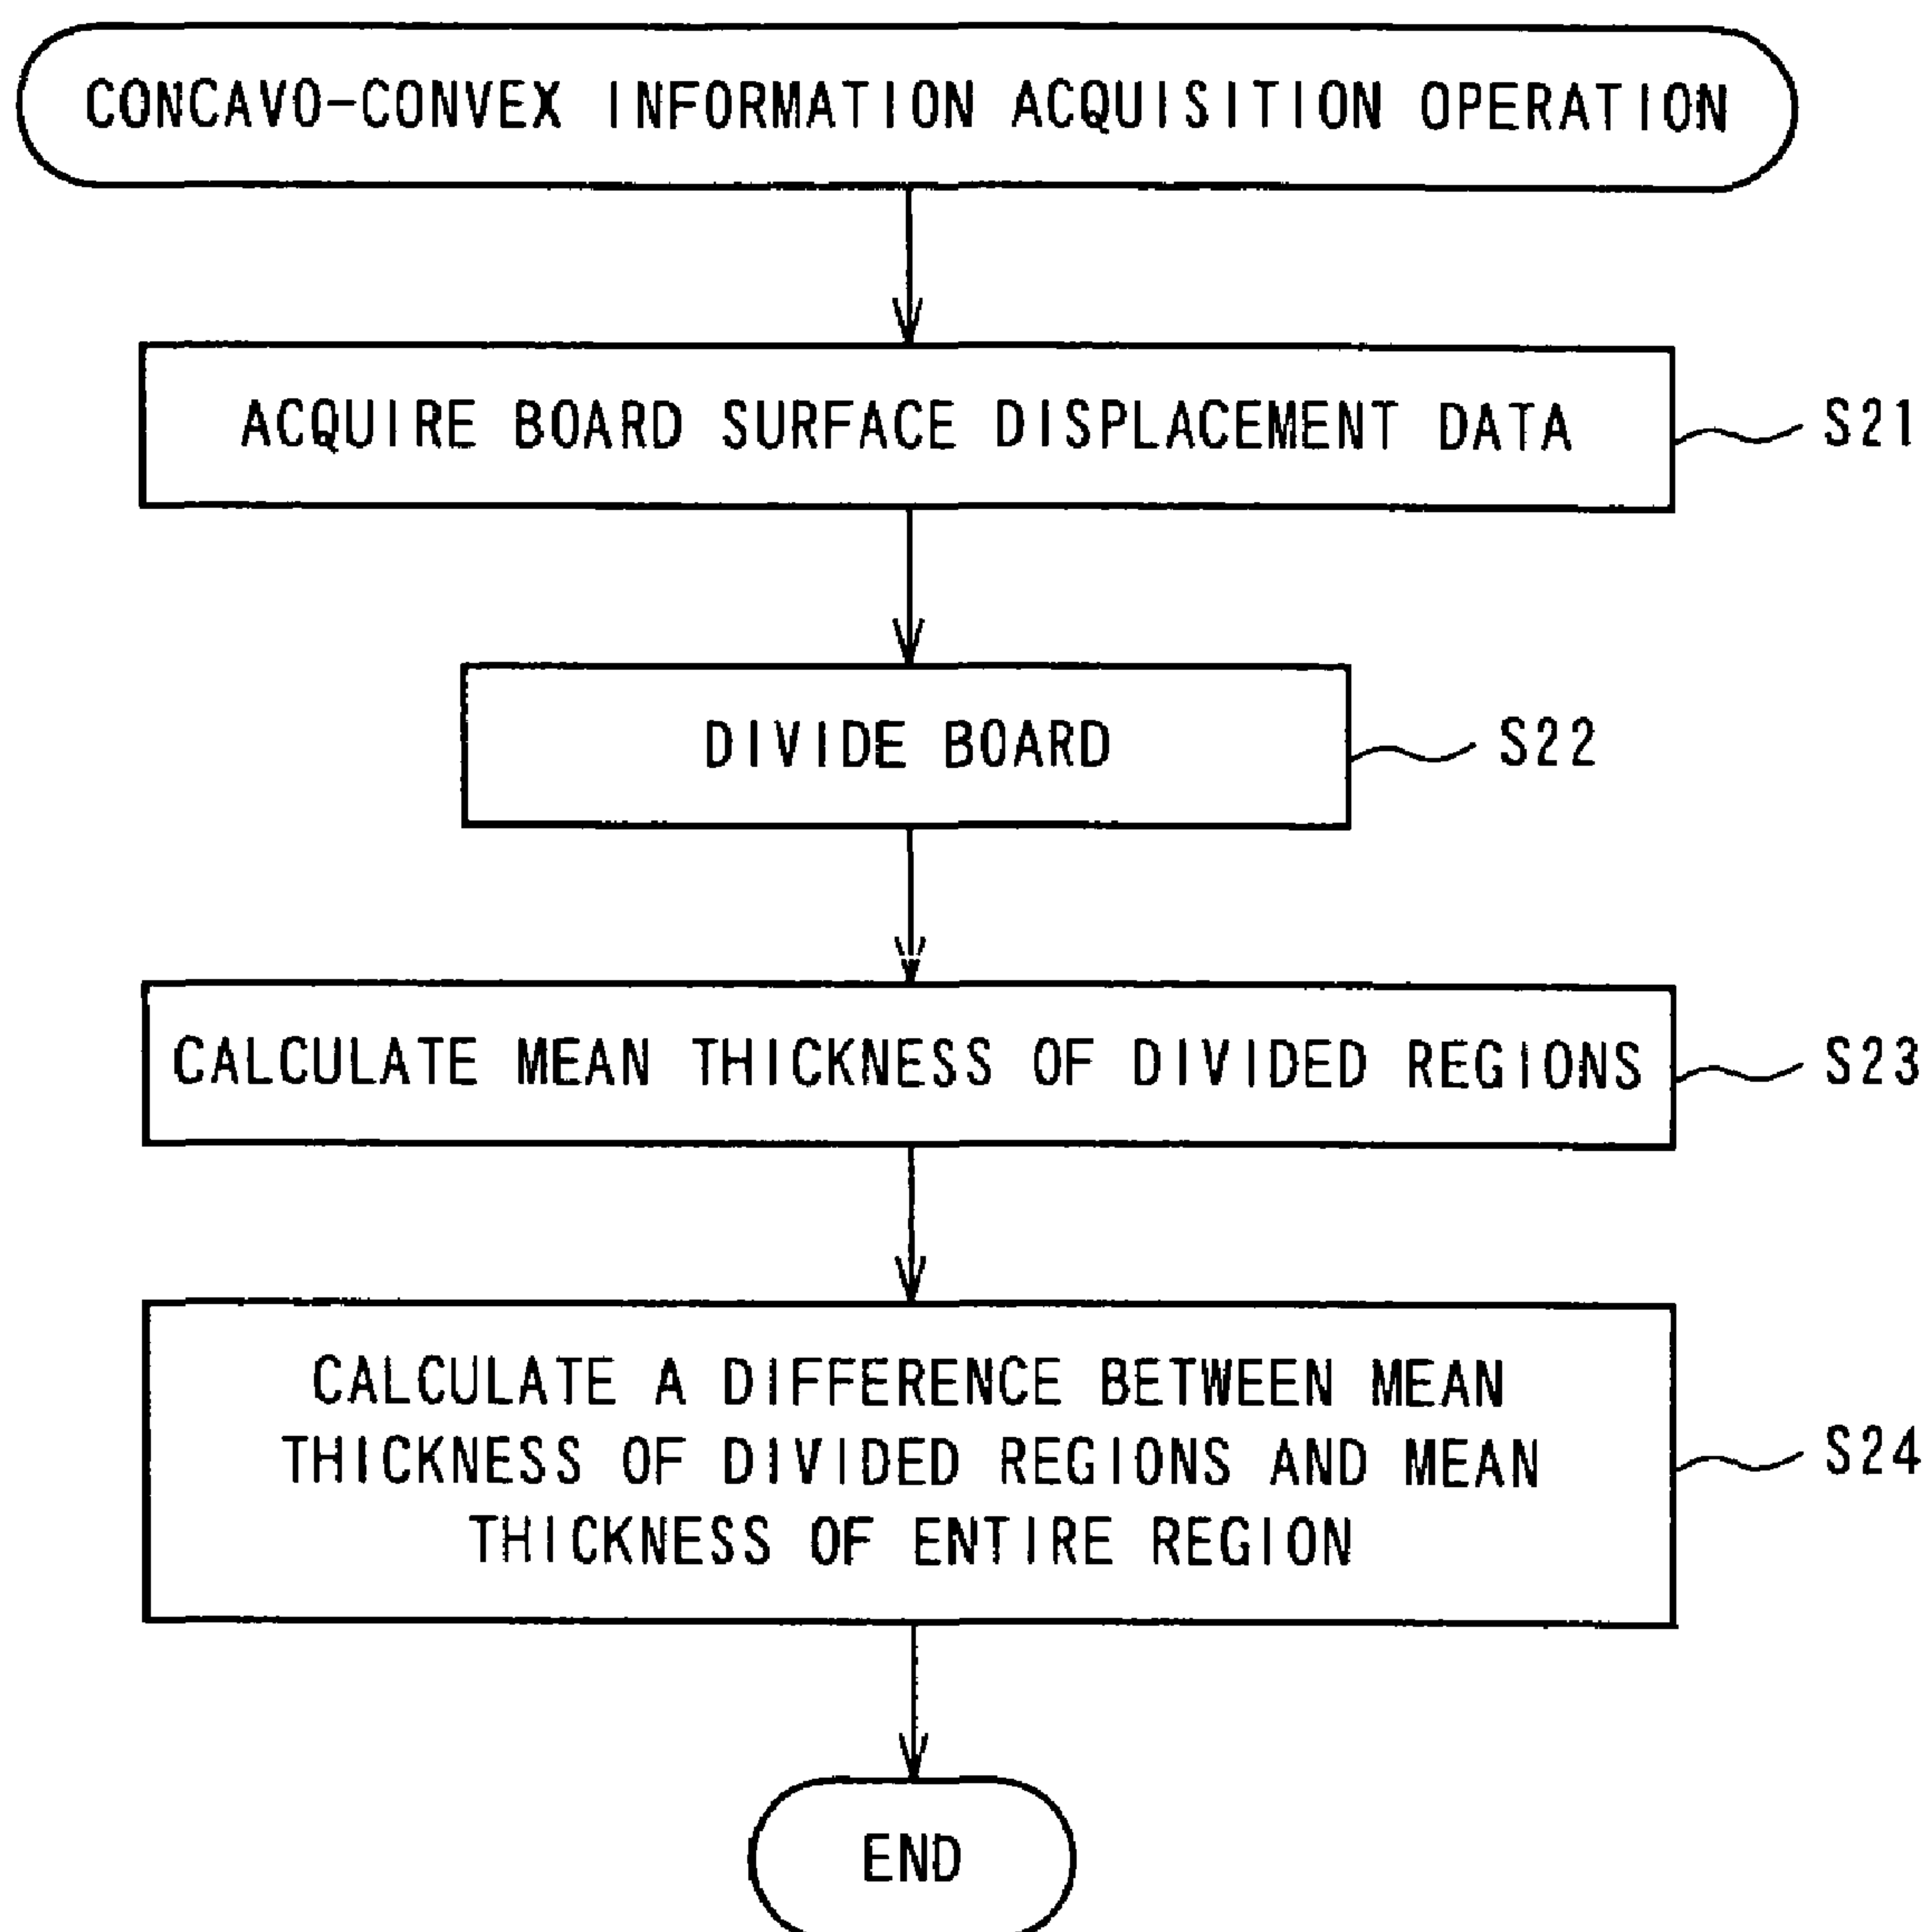 CONCAVO-CONVEX INFORMATION ACQUISITION OPERATION
ACQUIRE BOARD SURFACE DISPLACEMENT DATA
S21
DIVIDE BOARD
S22
CALCULATE MEAN THICKNESS OF DIVIDED REGIONS
S23
CALCULATE A DIFFERENCE BETWEEN MEAN
THICKNESS OF DIVIDED REGIONS AND MEAN
THICKNESS OF ENTIRE REGION
S24
END